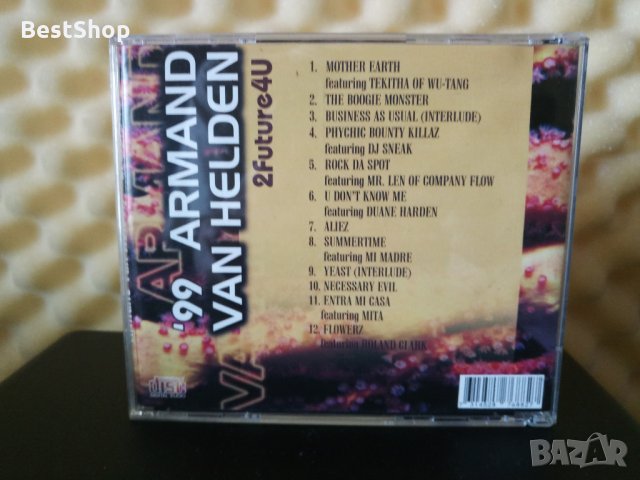 BestShop
'99 ARMAND
VAN HELDEN
2Future4U
1. MOTHER EARTH
featuring TEKITHA OF WU-TANG
2. THE BOOGIE MONSTER
3. BUSINESS AS USUAL (INTERLUDE)
4. PHYCHIC BOUNTY KILLAZ
featuring DJ SNEAK
5. ROCK DA SPOT
featuring MR. LEN OF COMPANY FLOW
6. U DON'T KNOW ME
featuring DUANE HARDEN
7. ALIEZ
8. SUMMERTIME
featuring MI MADRE
9. YEAST (INTERLUDE)
10. NECESSARY EVIL
11. ENTRA MI CASA
featuring MITA
12. FLOWERZ
featuring ROLAND CLARK
ARMAND
VA
BAZAR